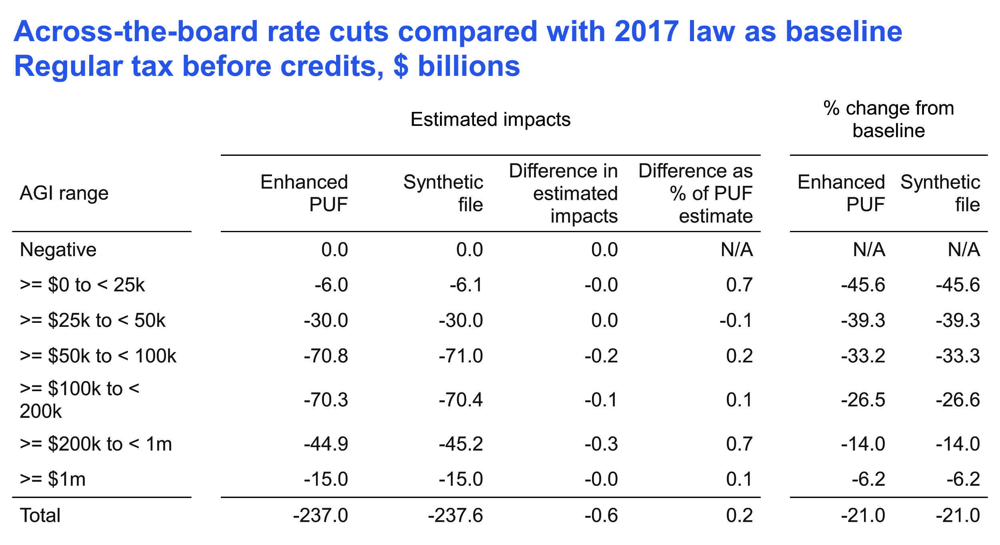 Across-the-board rate cuts compared with 2017 law as baseline
Regular tax before credits, $ billions
Estimated impacts
% change from
baseline
AGI range
Enhanced
PUF
Synthetic
file
Difference in
estimated
impacts
Difference as
% of PUF
estimate
Enhanced
PUF
Synthetic
file
Negative 0.0 0.0 0.0 N/A N/A N/A
>= $0 to < 25k -6.0 -6.1 -0.0 0.7 -45.6 -45.6
>= $25k to < 50k -30.0 -30.0 0.0 -0.1 -39.3 -39.3
>= $50k to < 100k -70.8 -71.0 -0.2 0.2 -33.2 -33.3
>= $100k to <
200k -70.3 -70.4 -0.1 0.1 -26.5 -26.6
>= $200k to < 1m -44.9 -45.2 -0.3 0.7 -14.0 -14.0
>= $1m -15.0 -15.0 -0.0 0.1 -6.2 -6.2
Total -237.0 -237.6 -0.6 0.2 -21.0 -21.0